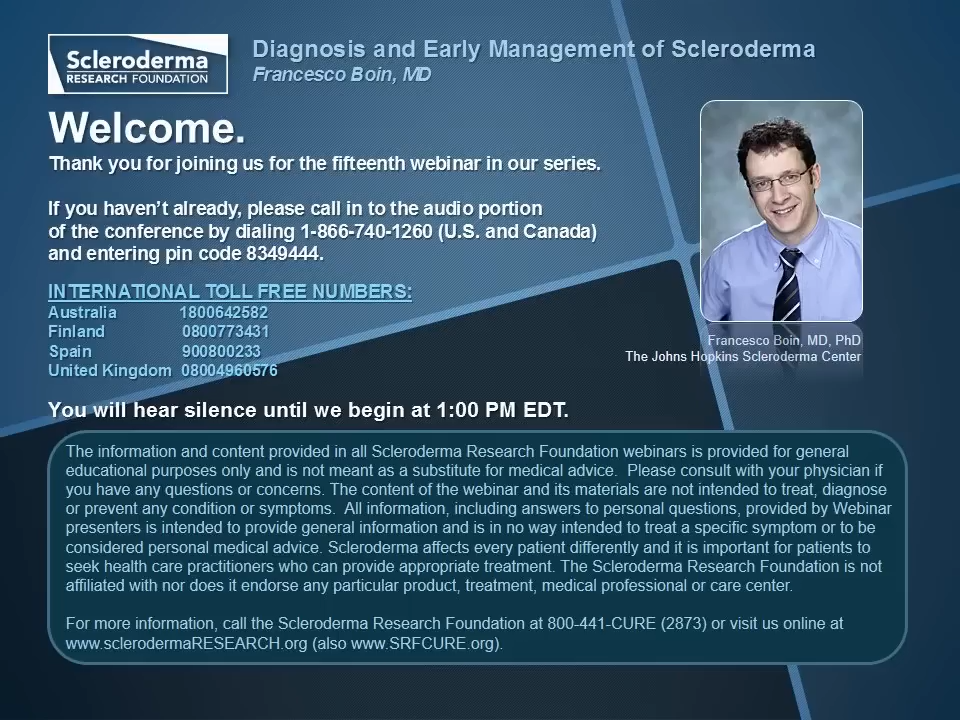 Scleroderma
RESEARCH FOUNDATION
Diagnosis and Early Management of Scleroderma
Francesco Boin, MD
Welcome.
Thank you for joining us for the fifteenth webinar in our series.
If you haven't already, please call in to the audio portion
of the conference by dialing 1-866-740-1260 (U.S. and Canada)
and entering pin code 8349444.
INTERNATIONAL TOLL FREE NUMBERS:
Australia 1800642582
Finland 0800773431
Spain 900800233
United Kingdom 08004960576
Francesco Boin, MD, PhD
The Johns Hopkins Scleroderma Center
You will hear silence until we begin at 1:00 PM EDT.
The information and content provided in all Scleroderma Research Foundation webinars is provided for general
educational purposes only and is not meant as a substitute for medical advice.  Please consult with your physician if
you have any questions or concerns. The content of the webinar and its materials are not intended to treat, diagnose
or prevent any condition or symptoms.  All information, including answers to personal questions, provided by Webinar
presenters is intended to provide general information and is in no way intended to treat a specific symptom or to be
considered personal medical advice. Scleroderma affects every patient differently and it is important for patients to
seek health care practitioners who can provide appropriate treatment. The Scleroderma Research Foundation is not
affiliated with nor does it endorse any particular product, treatment, medical professional or care center.
For more information, call the Scleroderma Research Foundation at 800-441-CURE (2873) or visit us online at
www.sclerodermaRESEARCH.org (also www.SRFCURE.org).